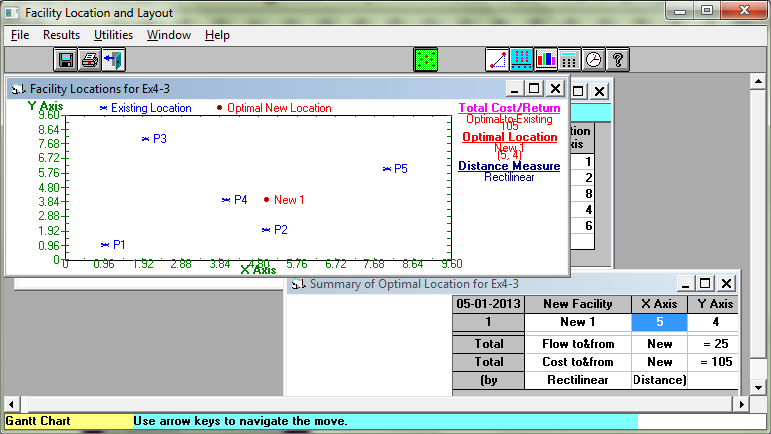 Facility Location and Layout
File Results Utilities Window Help
Facility Locations for Ex4-3
Y Axis
Existing Location
Optimal New Location
9.60
8.64
7.68
6.72
5.76
4.80
3.84
2.88
1.92
0.96
0
P3
P5
P4
New 1
P2
P1
0 0.96 1.92 2.88 3.84 4.80 5.76 6.72 7.68 8.64 9.60
X Axis
Total Cost/Return
Optimal to Existing
105
Optimal Location
New 1
(5, 4)
Distance Measure
Rectilinear
tion
xis
1
2
8
4
6
Summary of Optimal Location for Ex4-3
05-01-2013 New Facility X Axis Y Axis
1 New 1 5 4
Total Flow to&from New = 25
Total Cost to&from New = 105
(by Rectilinear Distance)
Gantt Chart Use arrow keys to navigate the move.